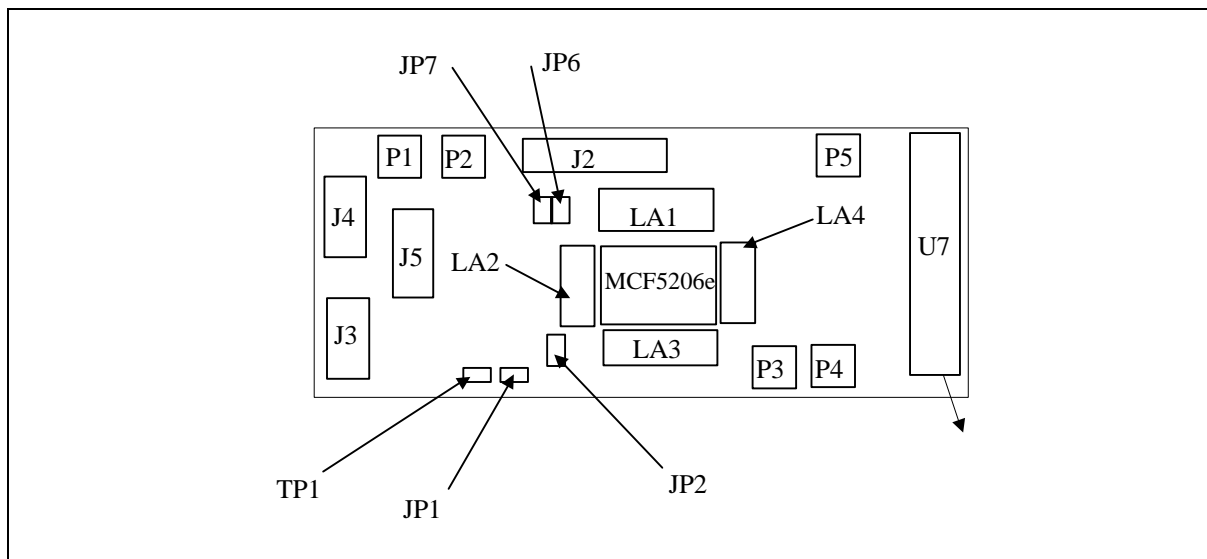 JP7
JP6
P1
P2
J2
P5
J4
LA1
LA4
J5
U7
LA2
MCF5206e
J3
LA3
P3
P4
TP1
JP1
JP2